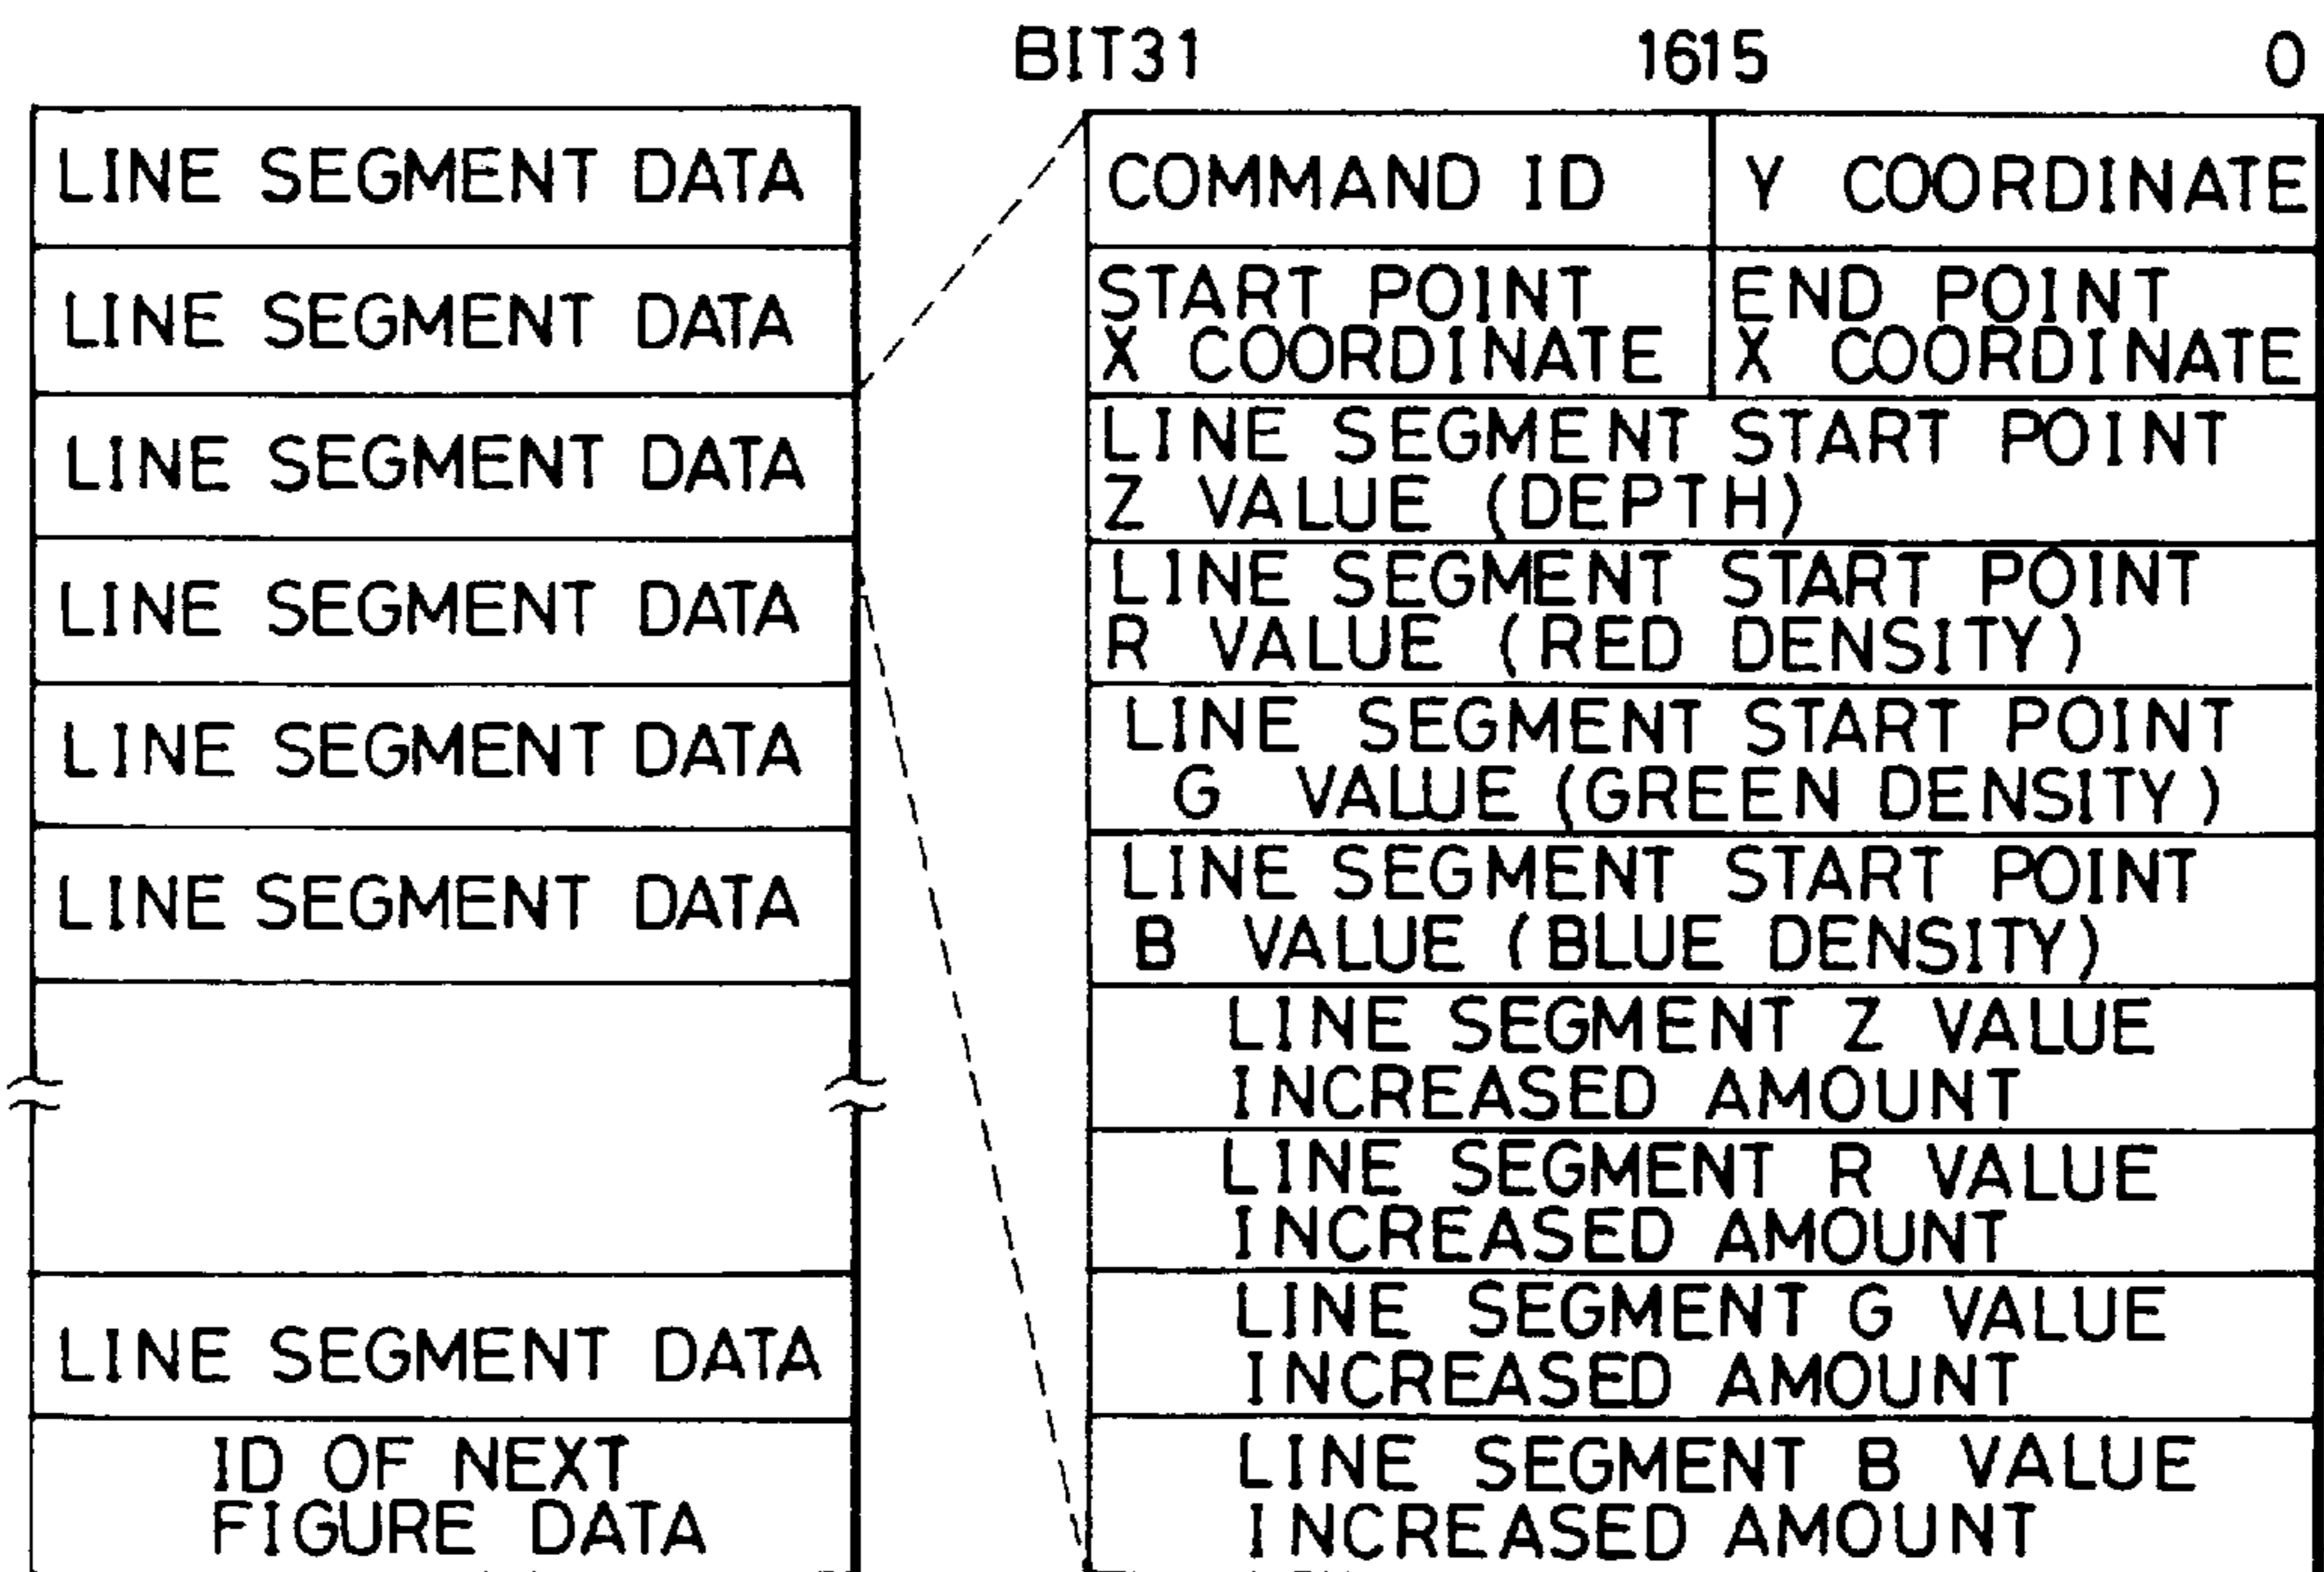 LINE SEGMENT DATA
LINE SEGMENT DATA
LINE SEGMENT DATA
LINE SEGMENT DATA
LINE SEGMENT DATA
LINE SEGMENT DATA
LINE SEGMENT DATA
ID OF NEXT
FIGURE DATA
BIT31 1615 0
COMMAND ID
Y COORDINATE
START POINT
X COORDINATE
END POINT
X COORDINATE
LINE SEGMENT START POINT
Z VALUE (DEPTH)
LINE SEGMENT START POINT
R VALUE (RED DENSITY)
LINE SEGMENT START POINT
G VALUE (GREEN DENSITY)
LINE SEGMENT START POINT
B VALUE (BLUE DENSITY)
LINE SEGMENT Z VALUE
INCREASED AMOUNT
LINE SEGMENT R VALUE
INCREASED AMOUNT
LINE SEGMENT G VALUE
INCREASED AMOUNT
LINE SEGMENT B VALUE
INCREASED AMOUNT